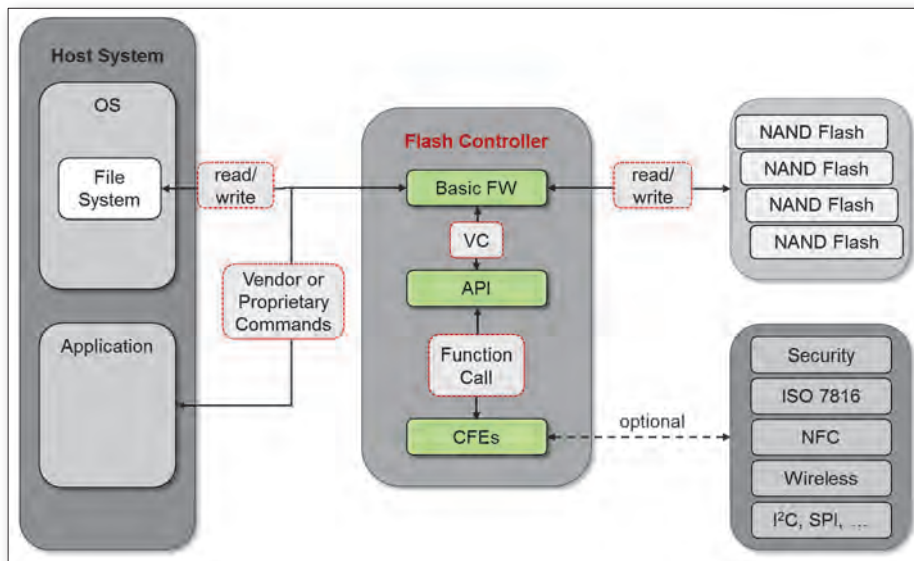 Host System
OS
File
System
Application
read/
write
Vendor or
Proprietary
Commands
Flash Controller
Basic FW
VC
API
Function
Call
CFEs
read/
write
optional
NAND Flash
NAND Flash
NAND Flash
NAND Flash
Security
ISO 7816
NFC
Wireless
I²C, SPI, ...